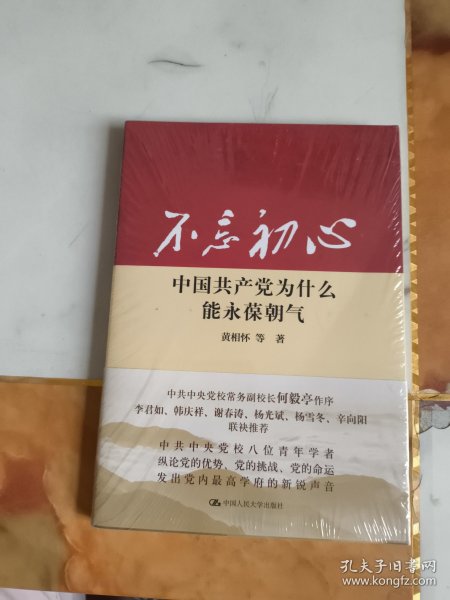 不忘初心
中国共产党为什么
能永葆朝气
黄相怀 等 著
中共中央党校常务副校长何毅亭作序
李君如、韩庆祥、谢春涛、杨光斌、杨雪冬、辛向阳
联袂推荐
中共中央党校八位青年学者
纵论党的优势、党的挑战、党的命运
发出党内最高学府的新锐声音
中国人民大学出版社
孔夫子旧书网
www.kongfz.com